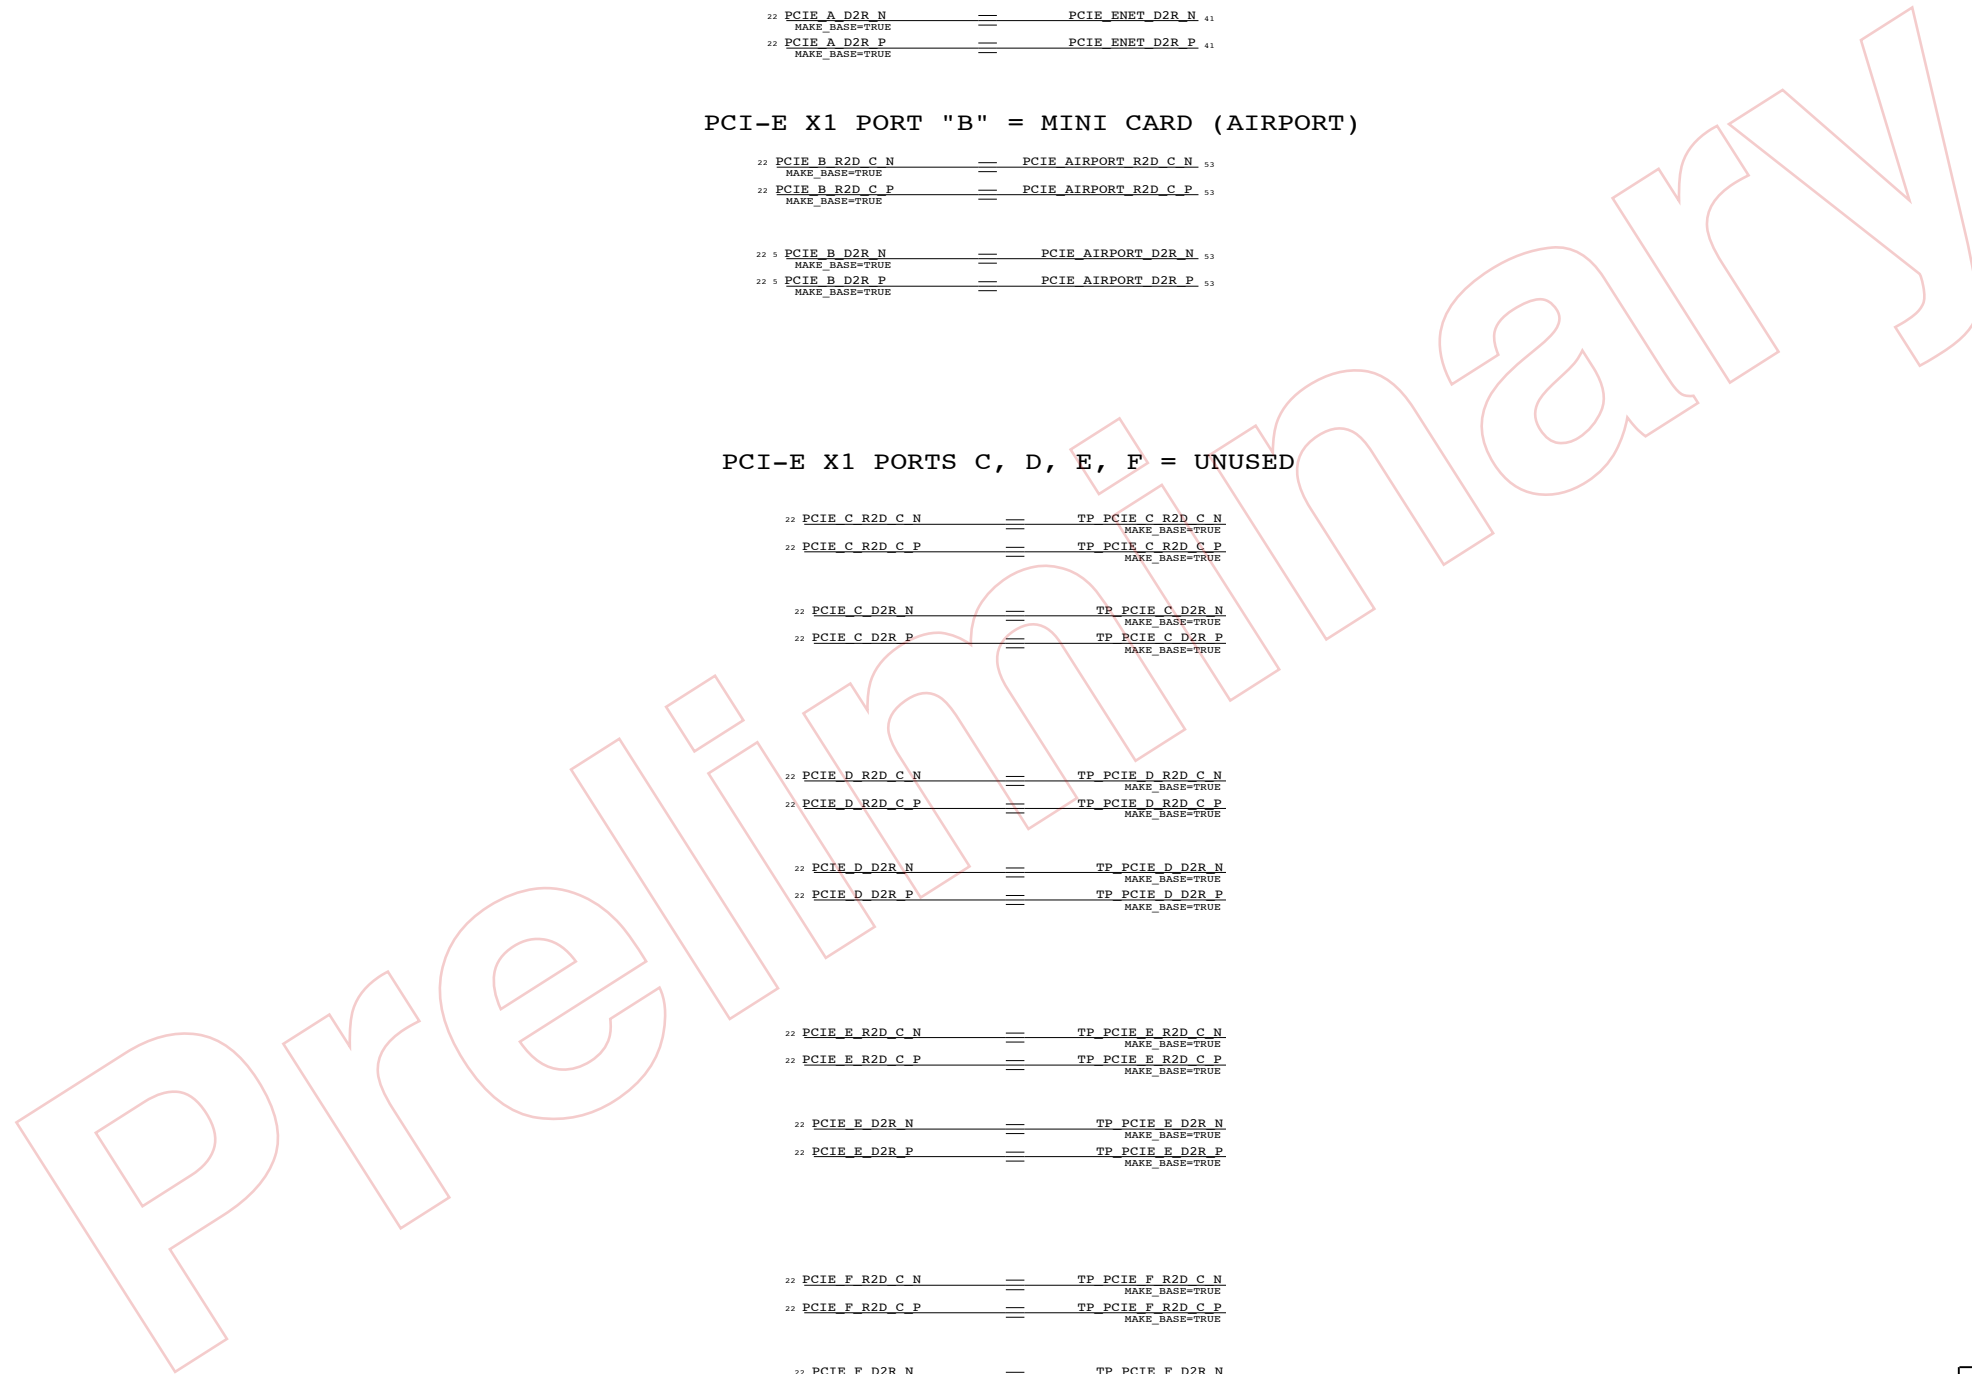 22 PCIE_A_D2R_N PCIE_ENET_D2R_N 41
MAKE_BASE=TRUE
22 PCIE_A_D2R_P PCIE_ENET_D2R_P 41
MAKE_BASE=TRUE
PCI-E X1 PORT "B" = MINI CARD (AIRPORT)
22 PCIE_B_R2D_C_N PCIE_AIRPORT_R2D_C_N 53
MAKE_BASE=TRUE
22 PCIE_B_R2D_C_P PCIE_AIRPORT_R2D_C_P 53
MAKE_BASE=TRUE
22 5 PCIE_B_D2R_N PCIE_AIRPORT_D2R_N 53
MAKE_BASE=TRUE
22 5 PCIE_B_D2R_P PCIE_AIRPORT_D2R_P 53
MAKE_BASE=TRUE
PCI-E X1 PORTS C, D, E, F = UNUSED
22 PCIE_C_R2D_C_N TP_PCIE_C_R2D_C_N
MAKE_BASE=TRUE
22 PCIE_C_R2D_C_P TP_PCIE_C_R2D_C_P
MAKE_BASE=TRUE
22 PCIE_C_D2R_N TP_PCIE_C_D2R_N
MAKE_BASE=TRUE
22 PCIE_C_D2R_P TP_PCIE_C_D2R_P
MAKE_BASE=TRUE
22 PCIE_D_R2D_C_N TP_PCIE_D_R2D_C_N
MAKE_BASE=TRUE
22 PCIE_D_R2D_C_P TP_PCIE_D_R2D_C_P
MAKE_BASE=TRUE
22 PCIE_D_D2R_N TP_PCIE_D_D2R_N
MAKE_BASE=TRUE
22 PCIE_D_D2R_P TP_PCIE_D_D2R_P
MAKE_BASE=TRUE
22 PCIE_E_R2D_C_N TP_PCIE_E_R2D_C_N
MAKE_BASE=TRUE
22 PCIE_E_R2D_C_P TP_PCIE_E_R2D_C_P
MAKE_BASE=TRUE
22 PCIE_E_D2R_N TP_PCIE_E_D2R_N
MAKE_BASE=TRUE
22 PCIE_E_D2R_P TP_PCIE_E_D2R_P
MAKE_BASE=TRUE
22 PCIE_F_R2D_C_N TP_PCIE_F_R2D_C_N
MAKE_BASE=TRUE
22 PCIE_F_R2D_C_P TP_PCIE_F_R2D_C_P
MAKE_BASE=TRUE
22 PCIE_F_D2R_N TP_PCIE_F_D2R_N
Preliminary